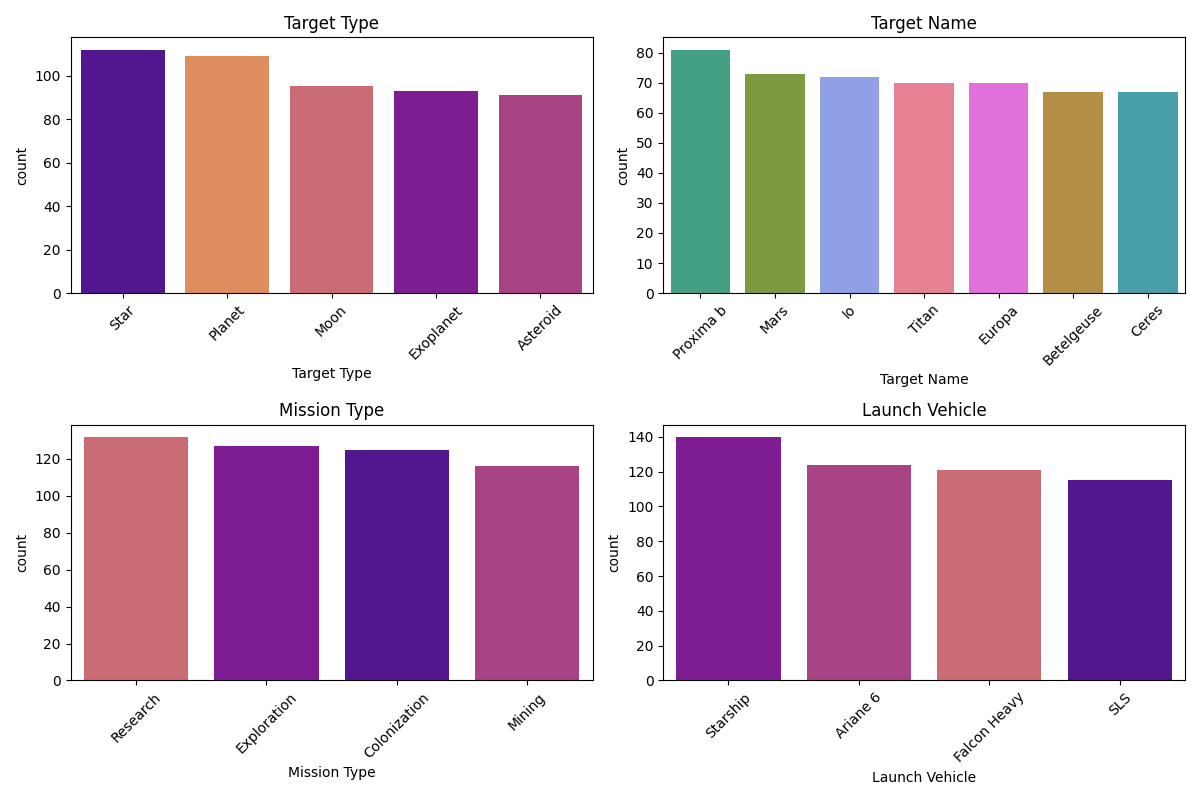 Target Type
count
100
80
60
40
20
0
Star
Planet
Moon
Exoplanet
Asteroid
Target Type
Target Name
count
80
70
60
50
40
30
20
10
0
Proxima b
Mars
Io
Titan
Europa
Betelgeuse
Ceres
Target Name
Mission Type
count
120
100
80
60
40
20
0
Research
Exploration
Colonization
Mining
Mission Type
Launch Vehicle
count
140
120
100
80
60
40
20
0
Starship
Ariane 6
Falcon Heavy
SLS
Launch Vehicle